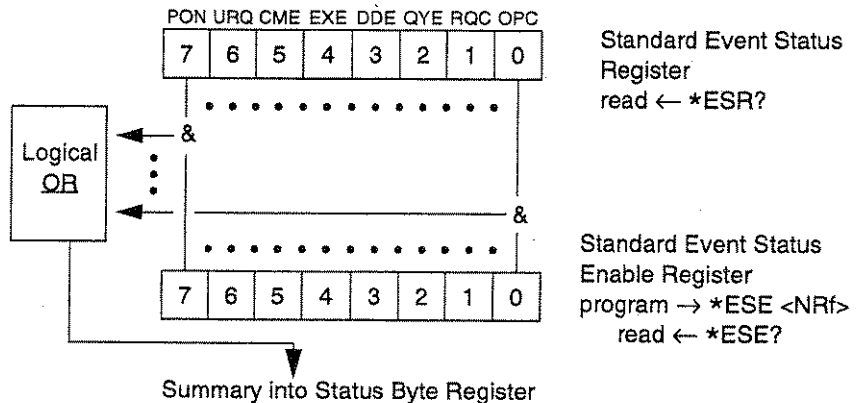 PON URQ CME EXE DDE QYE RQC OPC
7 6 5 4 3 2 1 0
Standard Event Status
Register
read ← *ESR?
&
Logical
OR
&
7 6 5 4 3 2 1 0
Standard Event Status
Enable Register
program → *ESE <NRf>
read ← *ESE?
Summary into Status Byte Register